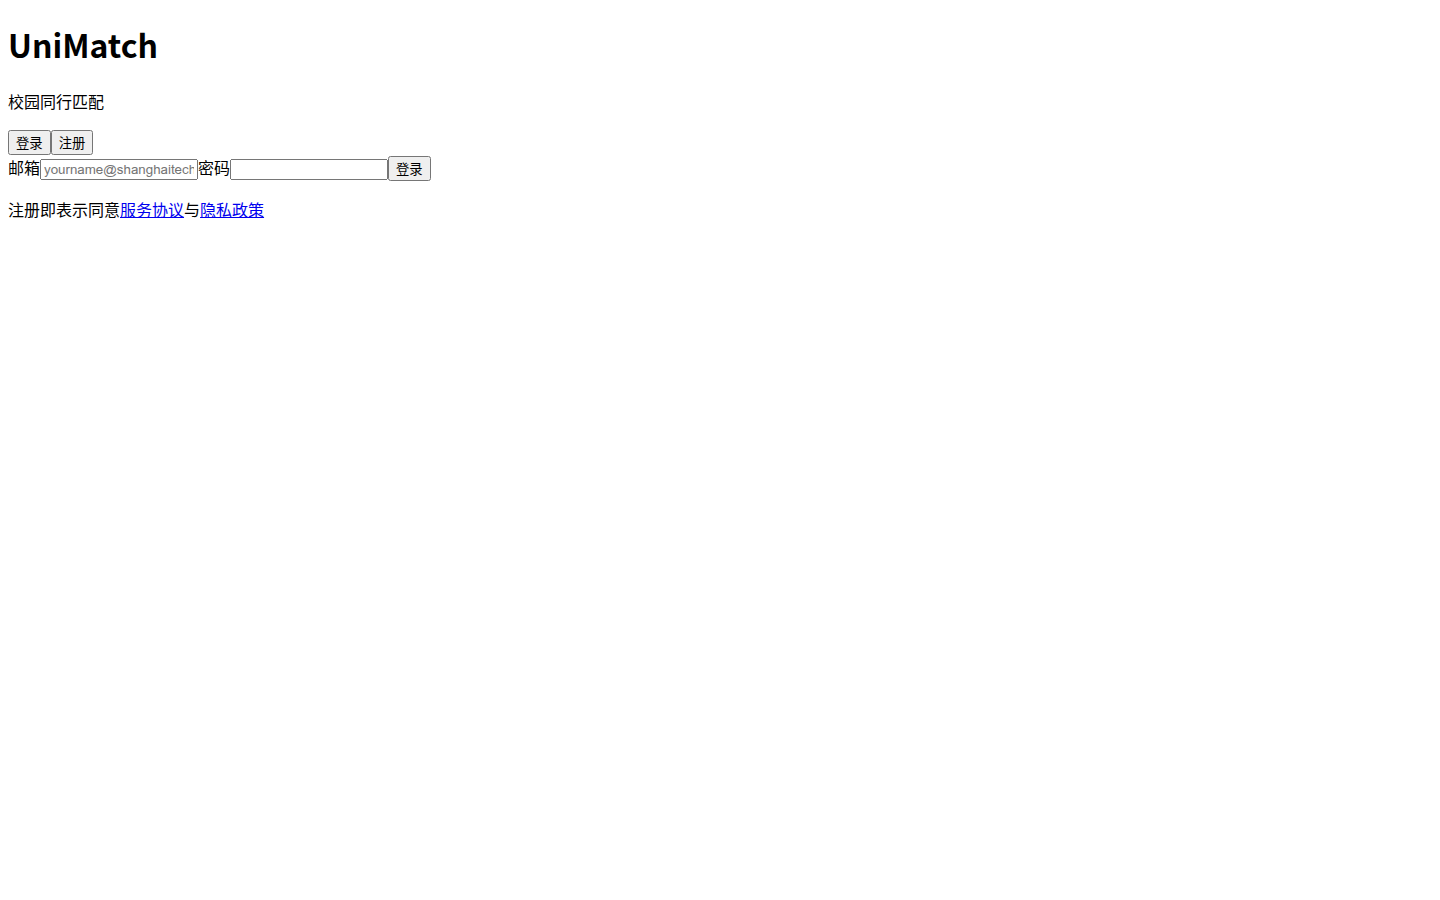 UniMatch
校园同行匹配
登录 注册
邮箱 yourname@shanghaitech 密码 登录
注册即表示同意服务协议与隐私政策